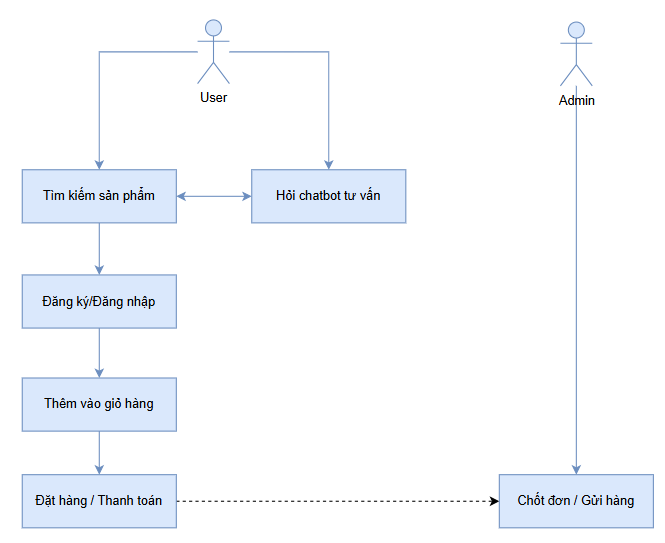 User
Admin
Tìm kiếm sản phẩm
Hỏi chatbot tư vấn
Đăng ký/Đăng nhập
Thêm vào giỏ hàng
Đặt hàng / Thanh toán
Chốt đơn / Gửi hàng